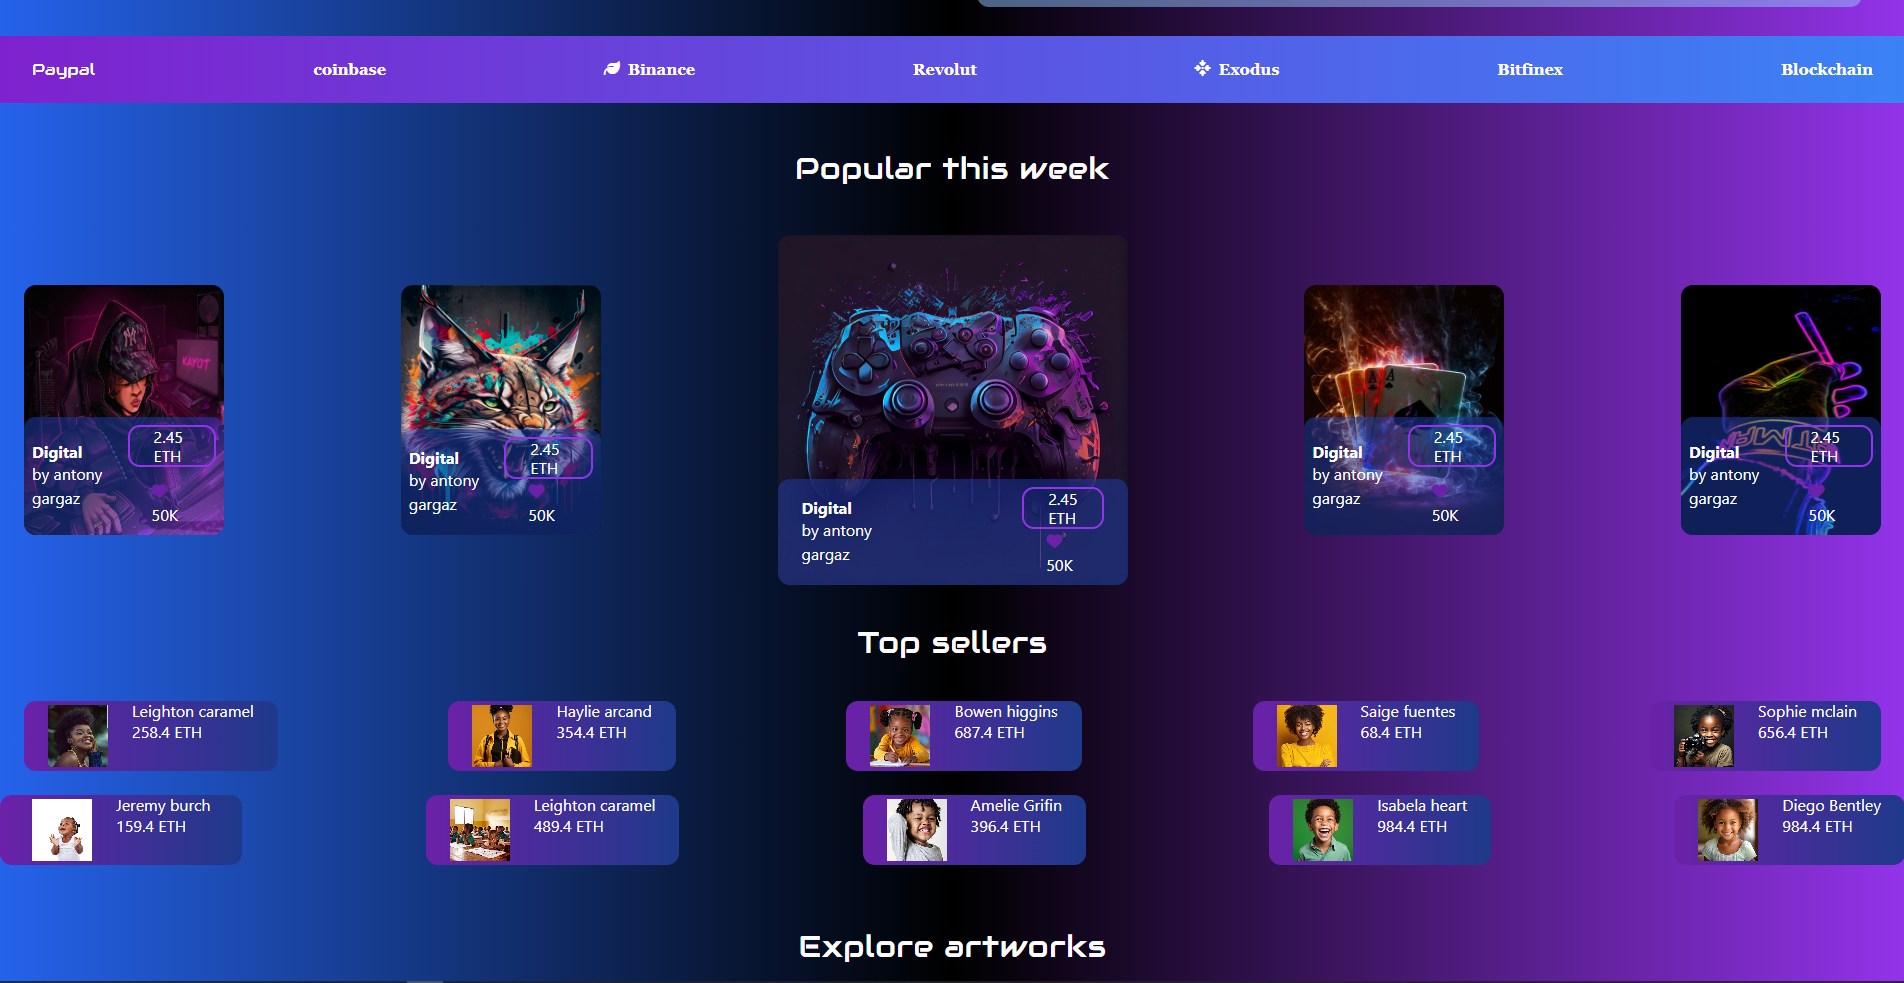 Paypal
coinbase
Binance
Revolut
Exodus
Bitfinex
Blockchain
Popular this week
KAYOT
Digital
by antony
gargaz
2.45
ETH
50K
Digital
by antony
gargaz
2.45
ETH
50K
Digital
by antony
gargaz
2.45
ETH
50K
A A
Digital
by antony
gargaz
2.45
ETH
50K
Digital
by antony
gargaz
2.45
ETH
50K
Top sellers
Leighton caramel
258.4 ETH
Haylie arcand
354.4 ETH
Bowen higgins
687.4 ETH
Saige fuentes
68.4 ETH
Sophie mclain
656.4 ETH
Jeremy burch
159.4 ETH
Leighton caramel
489.4 ETH
Amelie Grifin
396.4 ETH
Isabela heart
984.4 ETH
Diego Bentley
984.4 ETH
Explore artworks